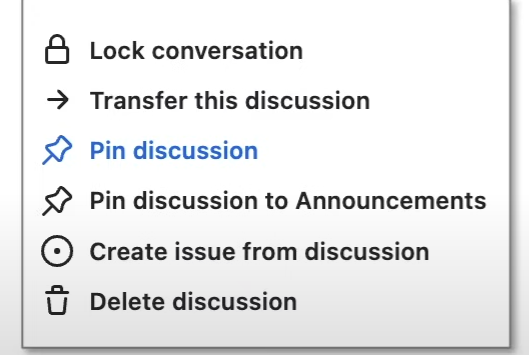 Lock conversation
Transfer this discussion
Pin discussion
Pin discussion to Announcements
Create issue from discussion
Delete discussion